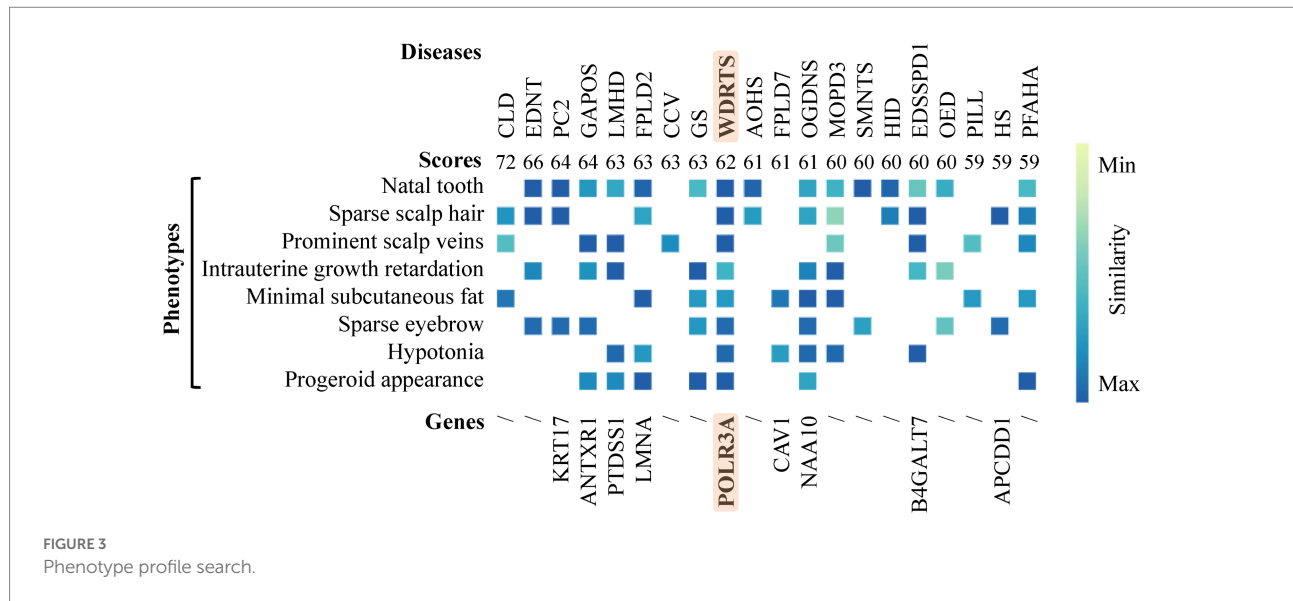 Diseases
CLD EDNT PC2 GAPOS LMHD FPLD2 CCV GS WDRTS AOHS FPLD7 OGDNS MOPD3 SMNTS HID EDSSPD1 OED PILL HS PFAHA
Scores 72 66 64 64 63 63 63 63 62 61 61 61 60 60 60 60 60 59 59 59
Min
Max
Similarity
Phenotypes
Natal tooth
Sparse scalp hair
Prominent scalp veins
Intrauterine growth retardation
Minimal subcutaneous fat
Sparse eyebrow
Hypotonia
Progeroid appearance
Genes / / KRT17 ANTXR1 PTDSS1 LMNA / / POLR3A / CAV1 NAA10 / / / B4GALT7 / / APCDD1 /
FIGURE 3
Phenotype profile search.